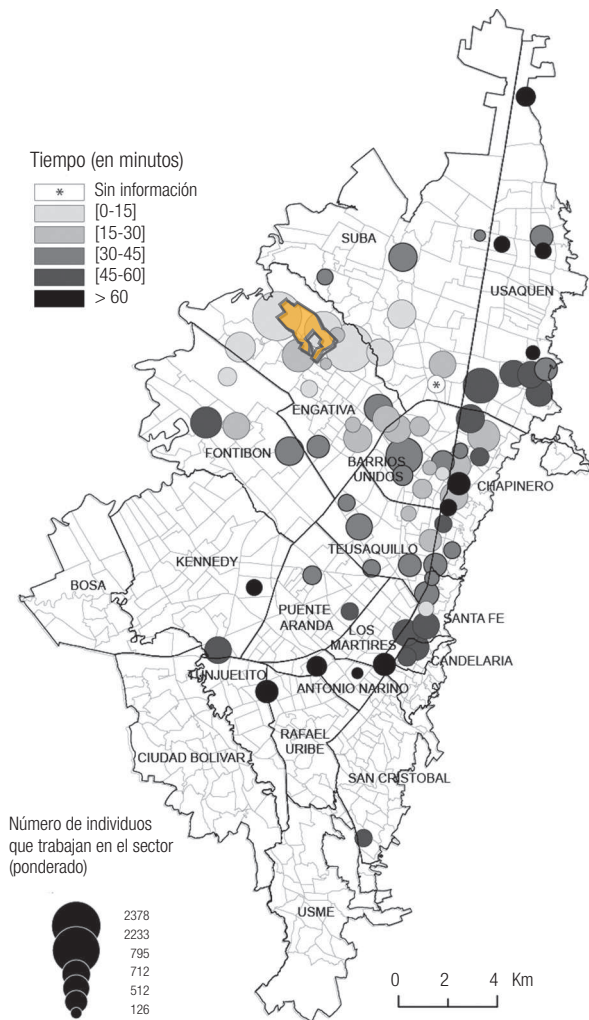 Tiempo (en minutos)
* Sin información
[0-15]
[15-30]
[30-45]
[45-60]
> 60
SUBA
USAQUEN
*
ENGATIVA
FONTIBON
BARRIOS
UNIDOS
CHAPINERO
TEUSAQUILLO
KENNEDY
BOSA
PUENTE
ARANDA
SANTA FE
LOS
MARTIRES
CANDELARIA
TUNJUELITO
ANTONIO NARIÑO
RAFAEL
URIBE
CIUDAD BOLIVAR
SAN CRISTOBAL
USME
Número de individuos
que trabajan en el sector
(ponderado)
2378
2233
795
712
512
126
0 2 4 Km